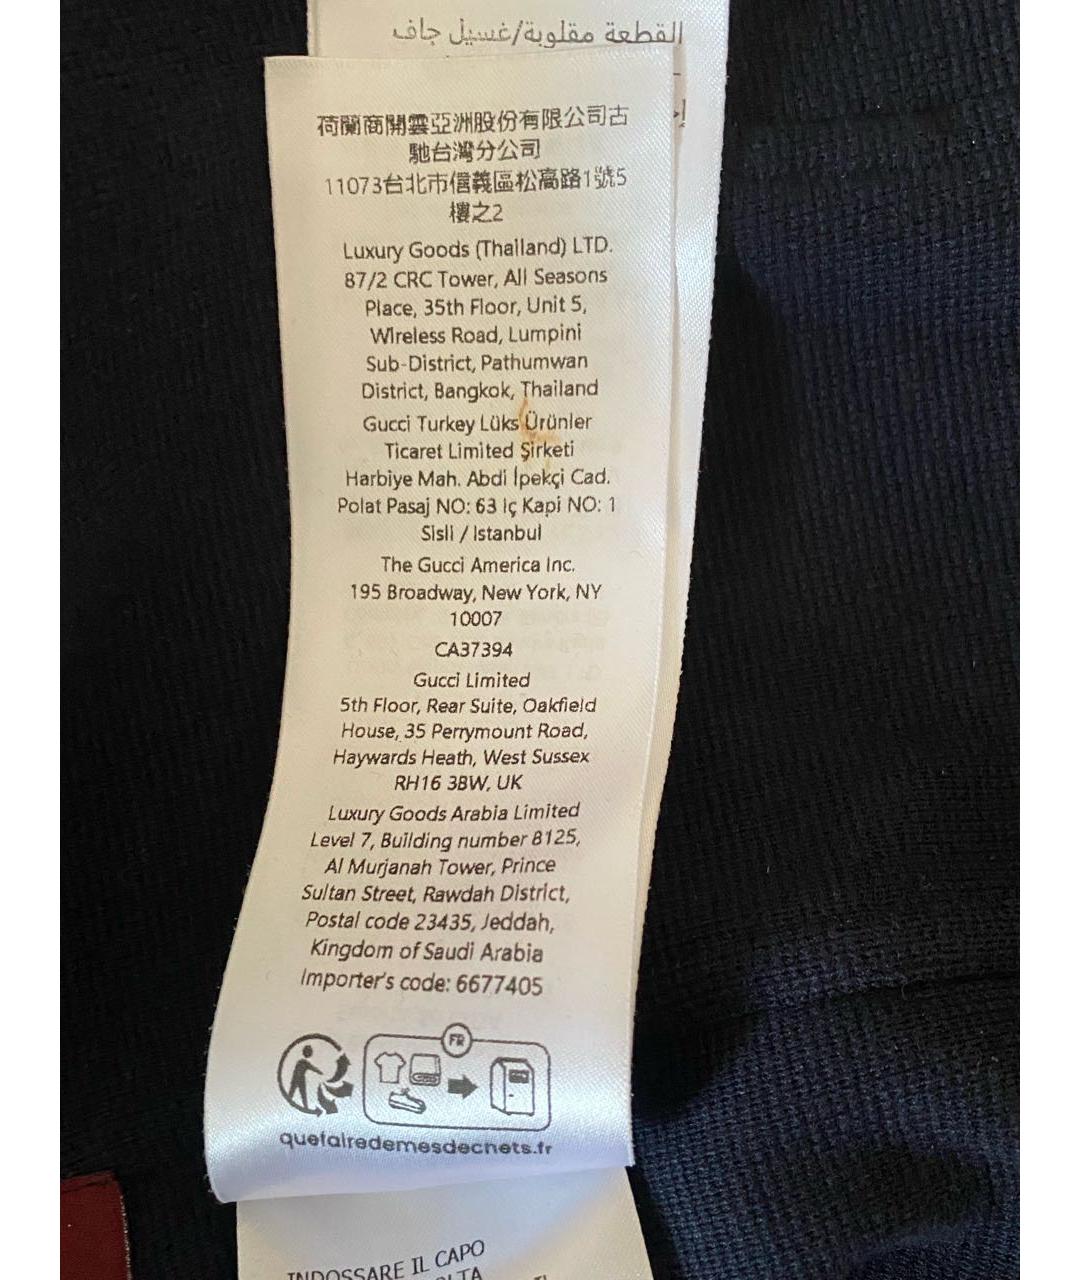 القطعة مقلوبة/غسيل جاف
荷蘭商開雲亞洲股份有限公司古
馳台灣分公司
11073台北市信義區松高路1號5
樓之2
Luxury Goods (Thailand) LTD.
87/2 CRC Tower, All Seasons
Place, 35th Floor, Unit 5,
Wireless Road, Lumpini
Sub-District, Pathumwan
District, Bangkok, Thailand
Gucci Turkey Lüks Ürünler
Ticaret Limited Şirketi
Harbiye Mah. Abdi İpekçi Cad.
Polat Pasaj NO: 63 İç Kapi NO: 1
Sisli / Istanbul
The Gucci America Inc.
195 Broadway, New York, NY
10007
CA37394
Gucci Limited
5th Floor, Rear Suite, Oakfield
House, 35 Perrymount Road,
Haywards Heath, West Sussex
RH16 3BW, UK
Luxury Goods Arabia Limited
Level 7, Building number 8125,
Al Murjanah Tower, Prince
Sultan Street, Rawdah District,
Postal code 23435, Jeddah,
Kingdom of Saudi Arabia
Importer's code: 6677405
FR
quefairedemesdechets.fr
INDOSSARE IL CAPO